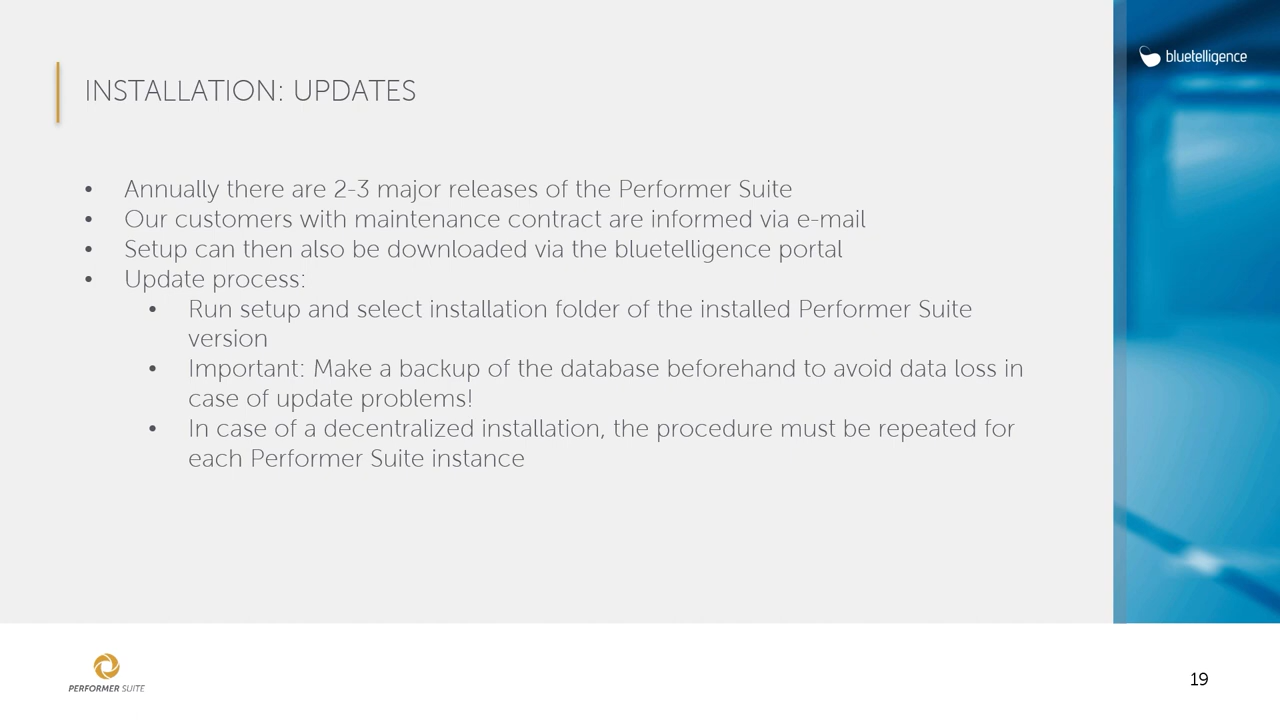 bluetelligence
INSTALLATION: UPDATES
• Annually there are 2-3 major releases of the Performer Suite
• Our customers with maintenance contract are informed via e-mail
• Setup can then also be downloaded via the bluetelligence portal
• Update process:
• Run setup and select installation folder of the installed Performer Suite
version
• Important: Make a backup of the database beforehand to avoid data loss in
case of update problems!
• In case of a decentralized installation, the procedure must be repeated for
each Performer Suite instance
PERFORMER SUITE
19